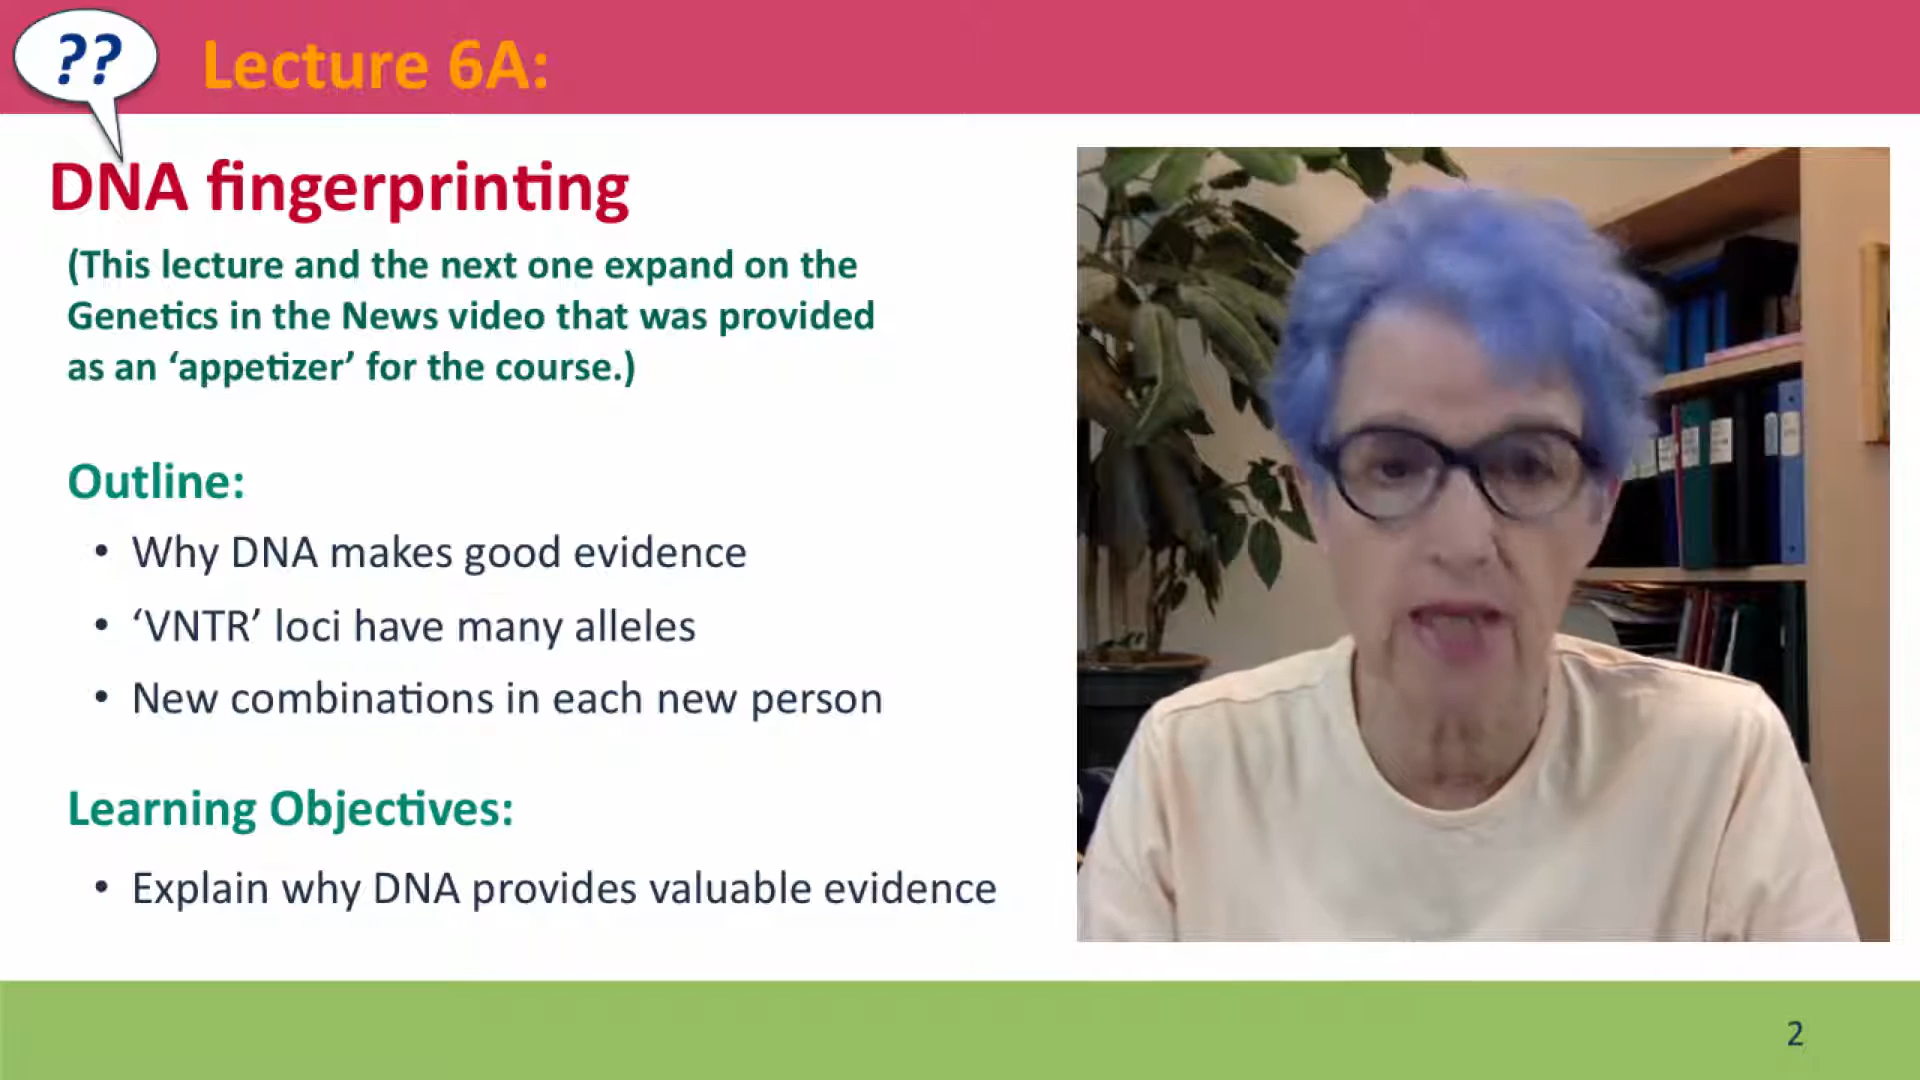 ??
Lecture 6A:
DNA fingerprinting
(This lecture and the next one expand on the
Genetics in the News video that was provided
as an ‘appetizer’ for the course.)
Outline:
• Why DNA makes good evidence
• ‘VNTR’ loci have many alleles
• New combinations in each new person
Learning Objectives:
• Explain why DNA provides valuable evidence
2